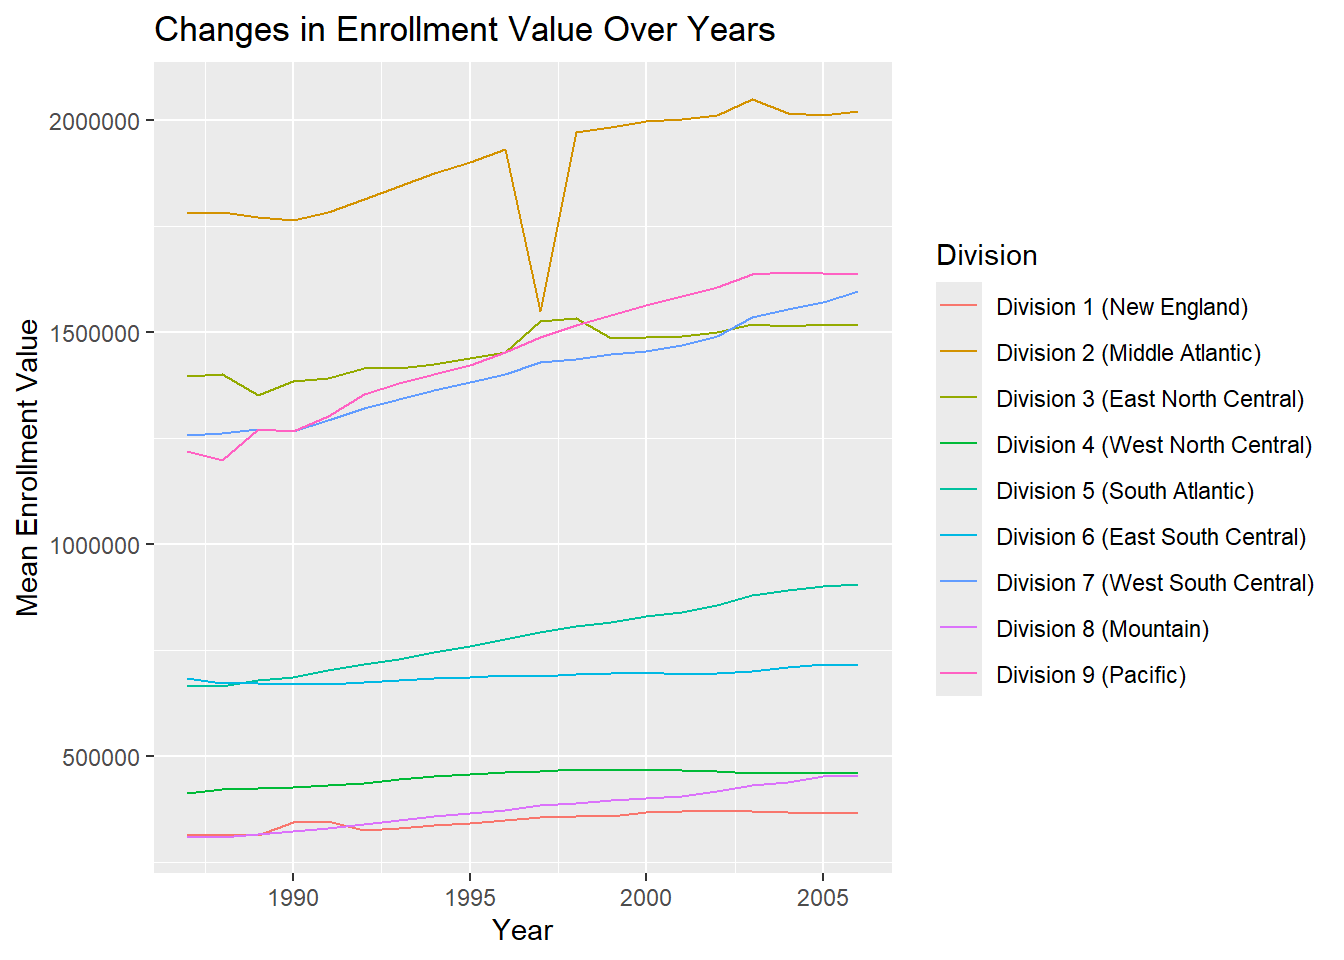 Changes in Enrollment Value Over Years
2000000
1500000
1000000
500000
Mean Enrollment Value
1990 1995 2000 2005
Year
Division
Division 1 (New England)
Division 2 (Middle Atlantic)
Division 3 (East North Central)
Division 4 (West North Central)
Division 5 (South Atlantic)
Division 6 (East South Central)
Division 7 (West South Central)
Division 8 (Mountain)
Division 9 (Pacific)